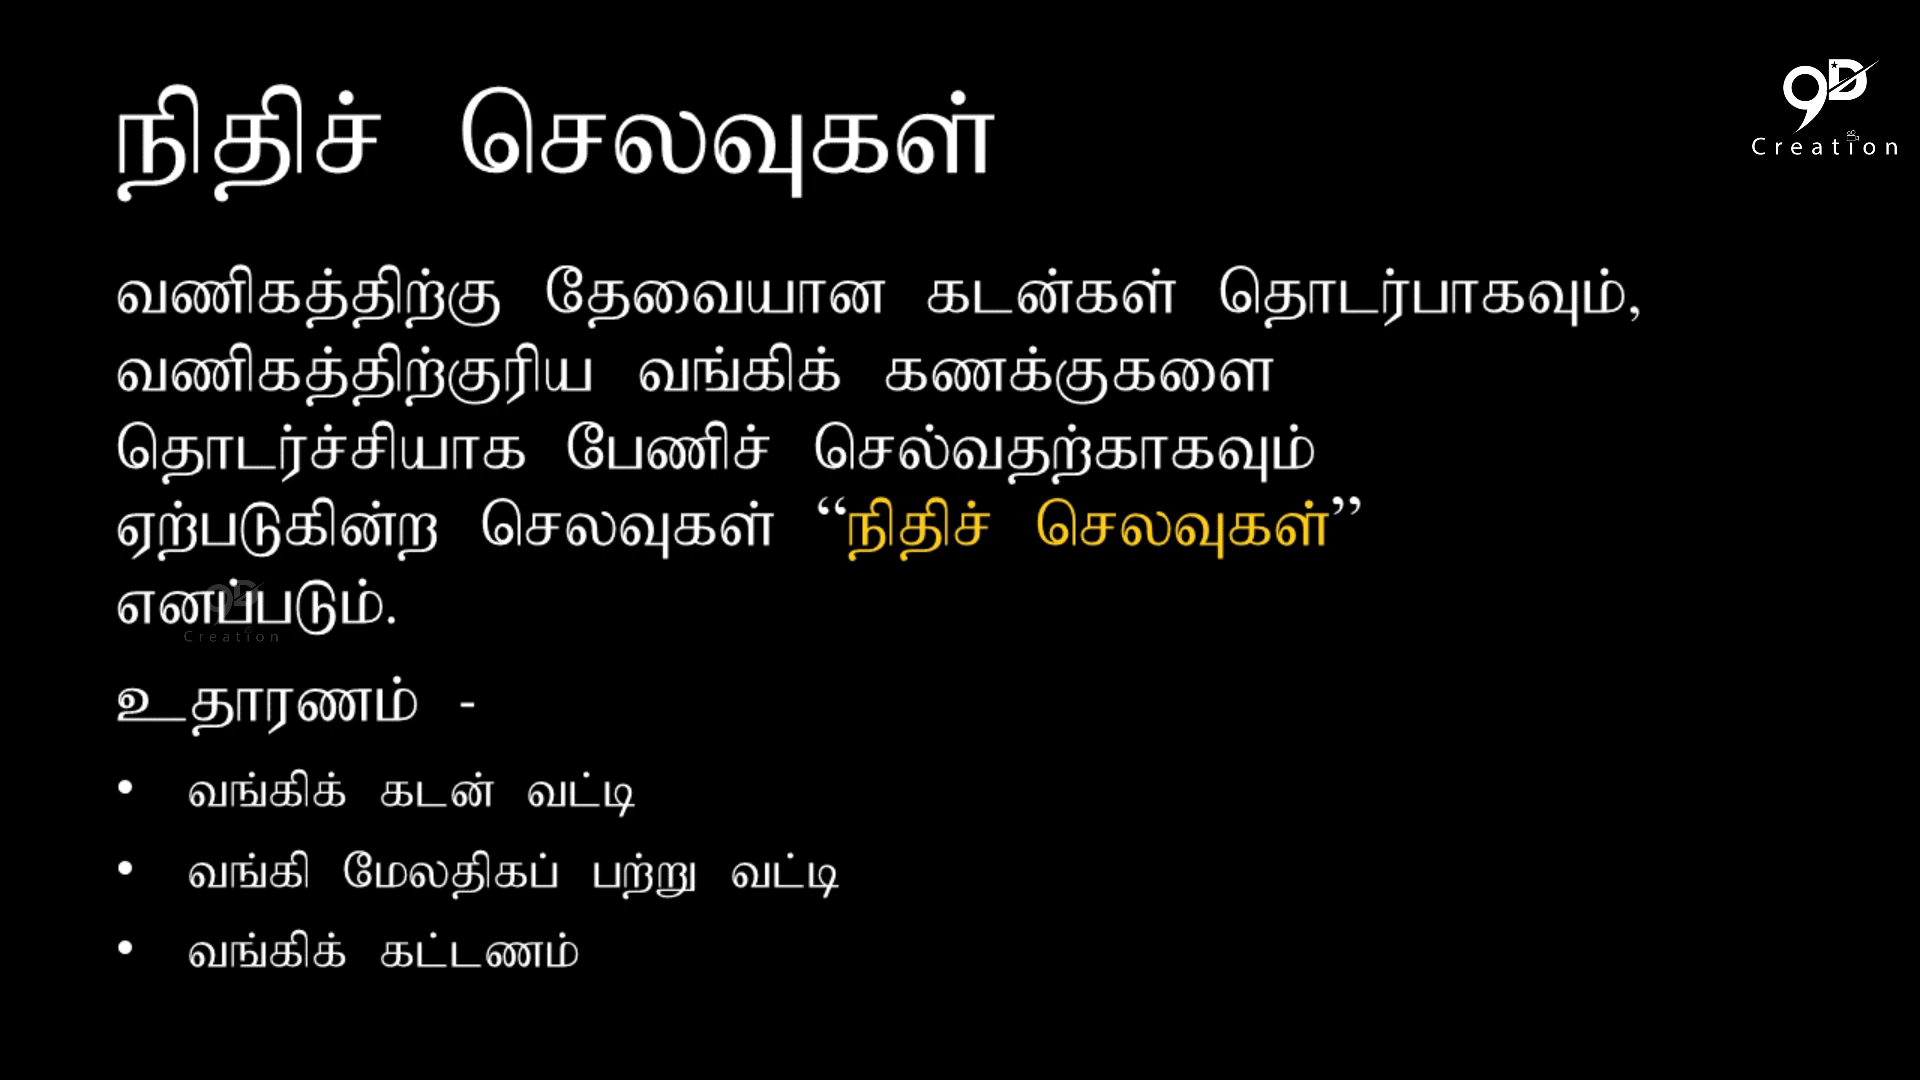 நிதிச் செலவுகள்
9D
Creation
வணிகத்திற்கு தேவையான கடன்கள் தொடர்பாகவும்,
வணிகத்திற்குரிய வங்கிக் கணக்குகளை
தொடர்ச்சியாக பேணிச் செல்வதற்காகவும்
ஏற்படுகின்ற செலவுகள் “நிதிச் செலவுகள்”
எனப்படும்.
9D
Creation
உதாரணம் -
• வங்கிக் கடன் வட்டி
• வங்கி மேலதிகப் பற்று வட்டி
• வங்கிக் கட்டணம்